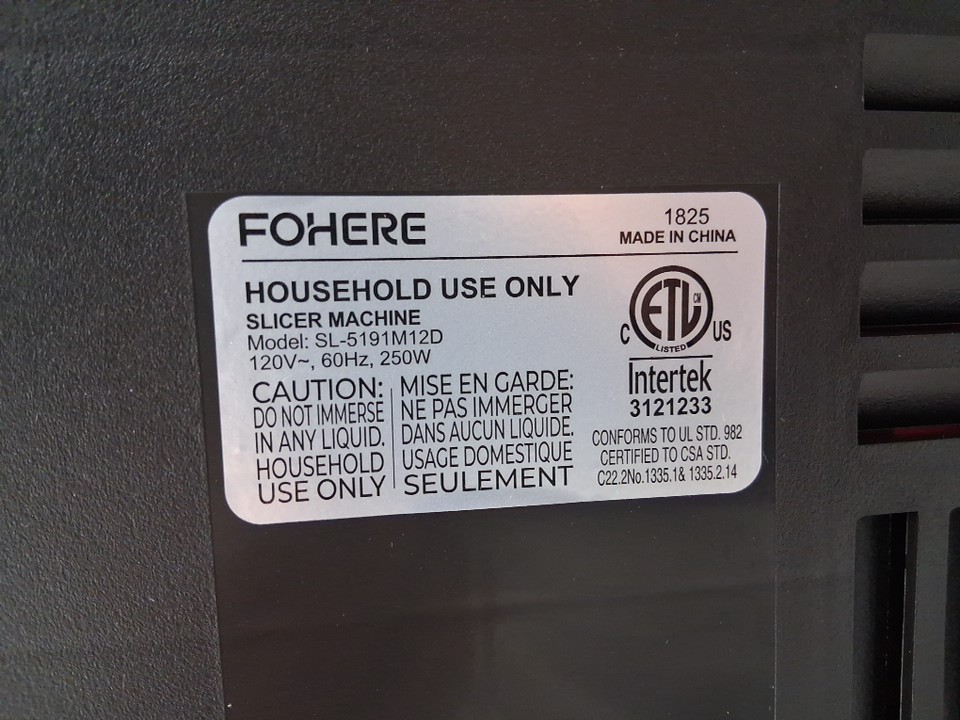 FOHERE
1825
MADE IN CHINA
HOUSEHOLD USE ONLY
SLICER MACHINE
Model: SL-5191M12D
120V~, 60Hz, 250W
CAUTION:
DO NOT IMMERSE
IN ANY LIQUID.
HOUSEHOLD
USE ONLY
MISE EN GARDE:
NE PAS IMMERGER
DANS AUCUN LIQUIDE.
USAGE DOMESTIQUE
SEULEMENT
ETL CM
C US
LISTED
Intertek
3121233
CONFORMS TO UL STD. 982
CERTIFIED TO CSA STD.
C22.2No.1335.1& 1335.2.14